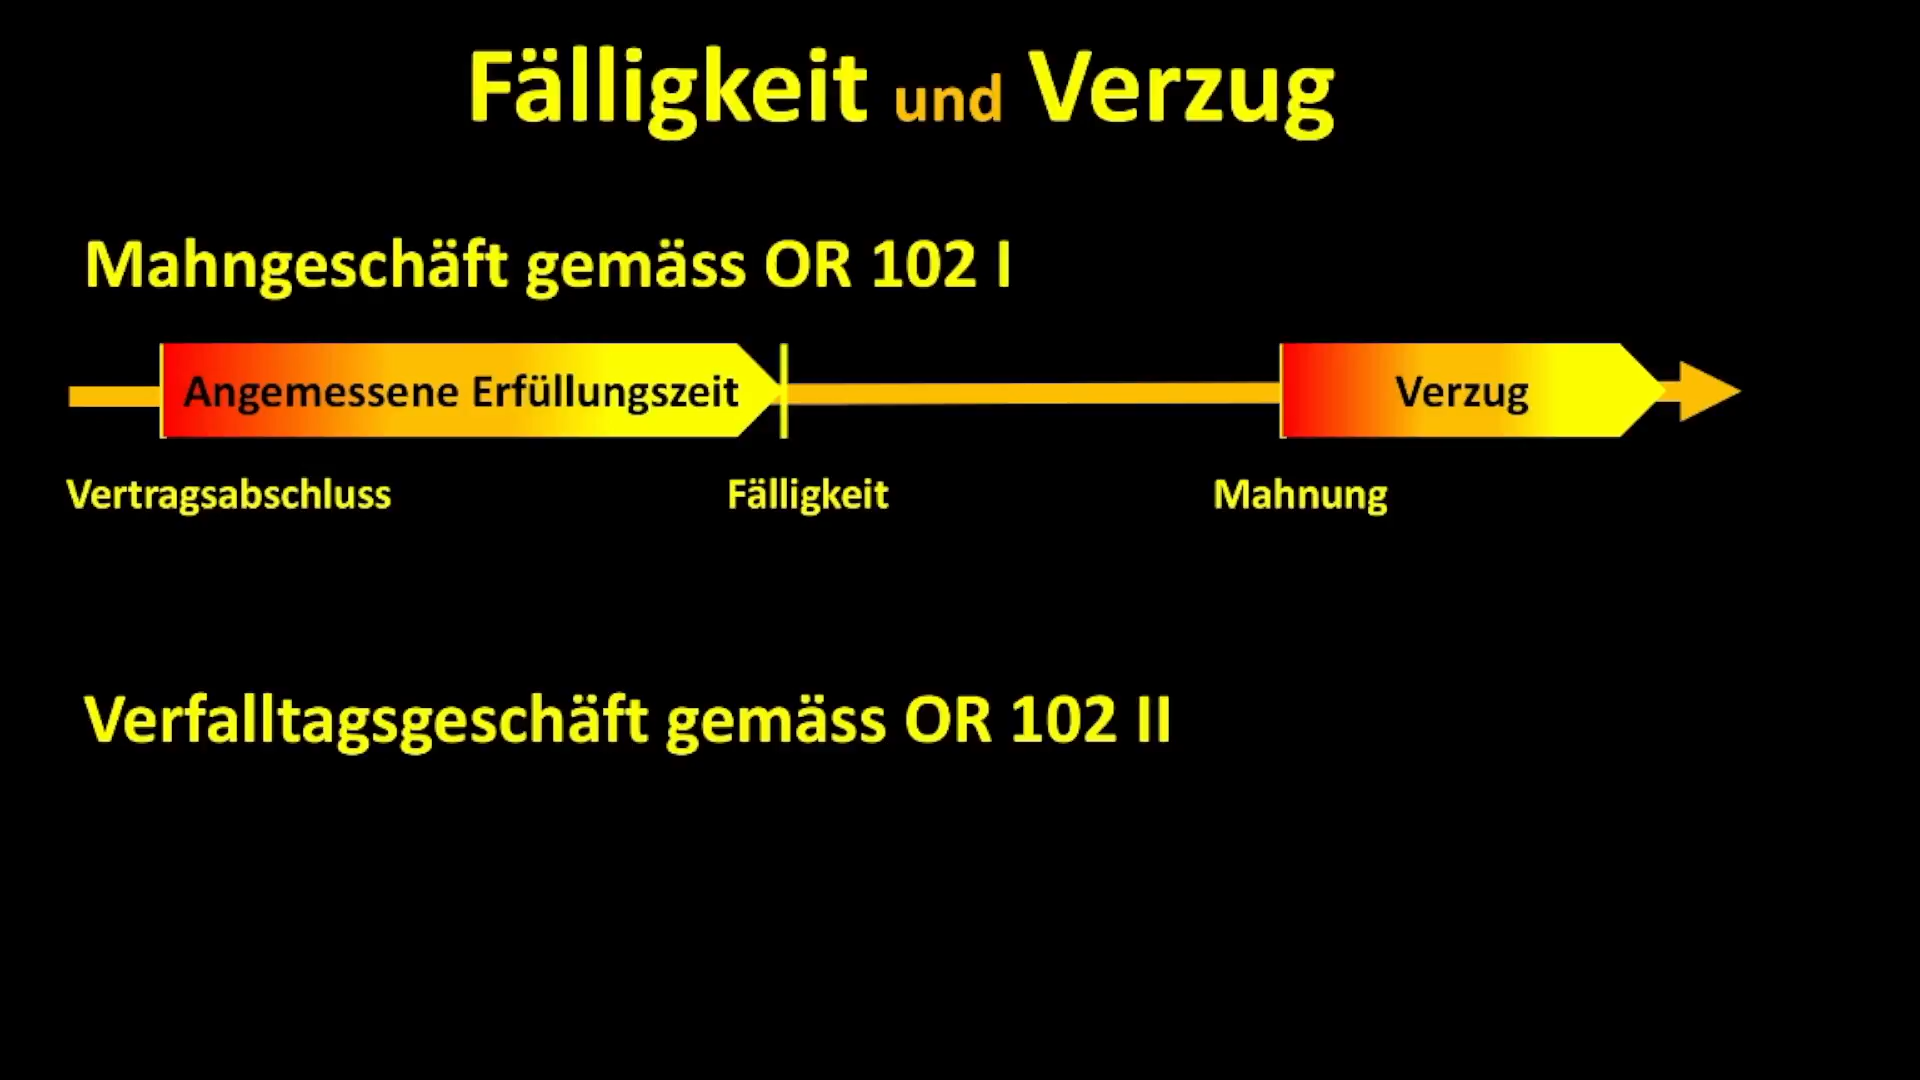 Fälligkeit und Verzug
Mahngeschäft gemäss OR 102 I
Angemessene Erfüllungszeit
Verzug
Vertragsabschluss
Fälligkeit
Mahnung
Verfalltagsgeschäft gemäss OR 102 II